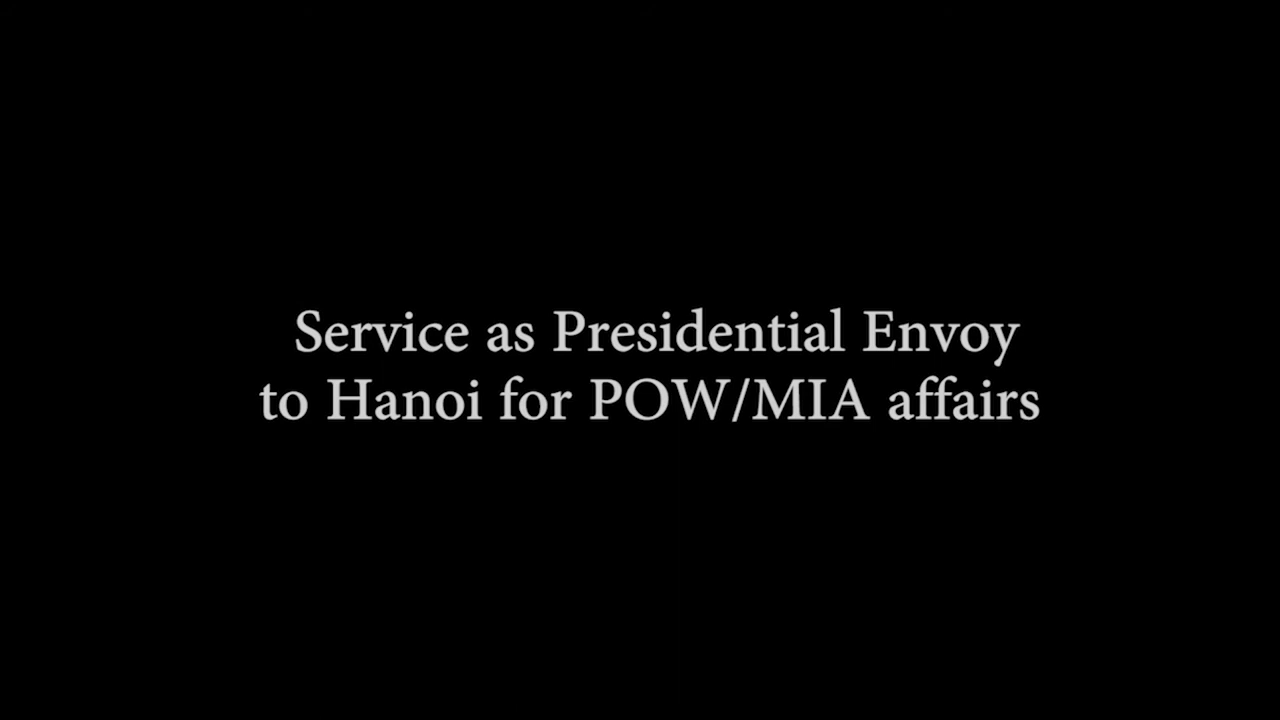 Service as Presidential Envoy
to Hanoi for POW/MIA affairs